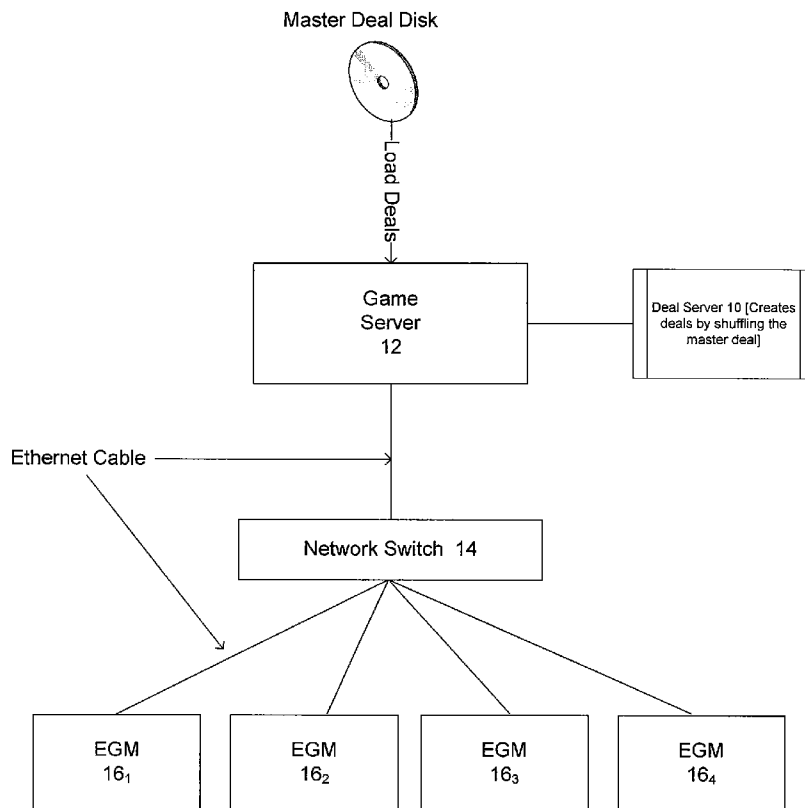 Master Deal Disk
Load Deals
Game
Server
12
Deal Server 10 [Creates
deals by shuffling the
master deal]
Ethernet Cable
Network Switch 14
EGM
16₁
EGM
16₂
EGM
16₃
EGM
16₄